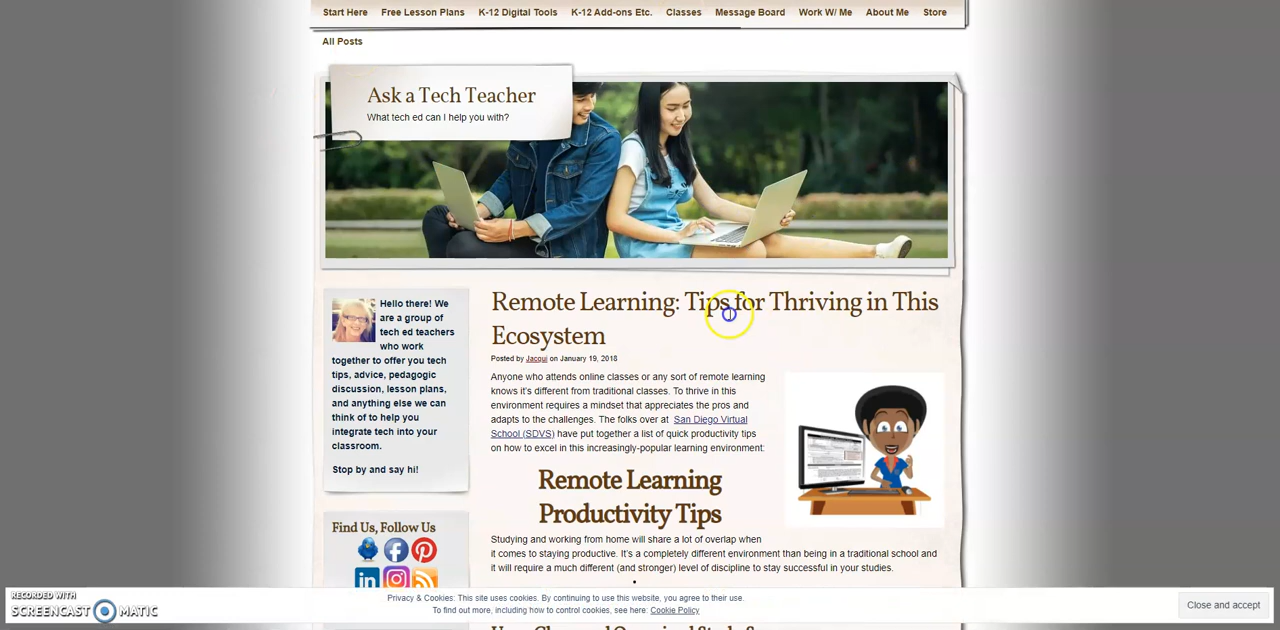 Start Here Free Lesson Plans K-12 Digital Tools K-12 Add-ons Etc. Classes Message Board Work W/ Me About Me Store
All Posts
Ask a Tech Teacher
What tech ed can I help you with?
Hello there! We
are a group of
tech ed teachers
who work
together to offer you tech
tips, advice, pedagogic
discussion, lesson plans,
and anything else we can
think of to help you
integrate tech into your
classroom.
Stop by and say hi!
Find Us, Follow Us
Remote Learning: Tips for Thriving in This
Ecosystem
Posted by Jacqui on January 19, 2018
Anyone who attends online classes or any sort of remote learning
knows it's different from traditional classes. To thrive in this
environment requires a mindset that appreciates the pros and
adapts to the challenges. The folks over at San Diego Virtual
School (SDVS) have put together a list of quick productivity tips
on how to excel in this increasingly-popular learning environment:
Remote Learning
Productivity Tips
Studying and working from home will share a lot of overlap when
it comes to staying productive. It's a completely different environment than being in a traditional school and
it will require a much different (and stronger) level of discipline to stay successful in your studies.
Privacy & Cookies: This site uses cookies. By continuing to use this website, you agree to their use.
To find out more, including how to control cookies, see here: Cookie Policy
Close and accept
RECORDED WITH
SCREENCAST MATIC